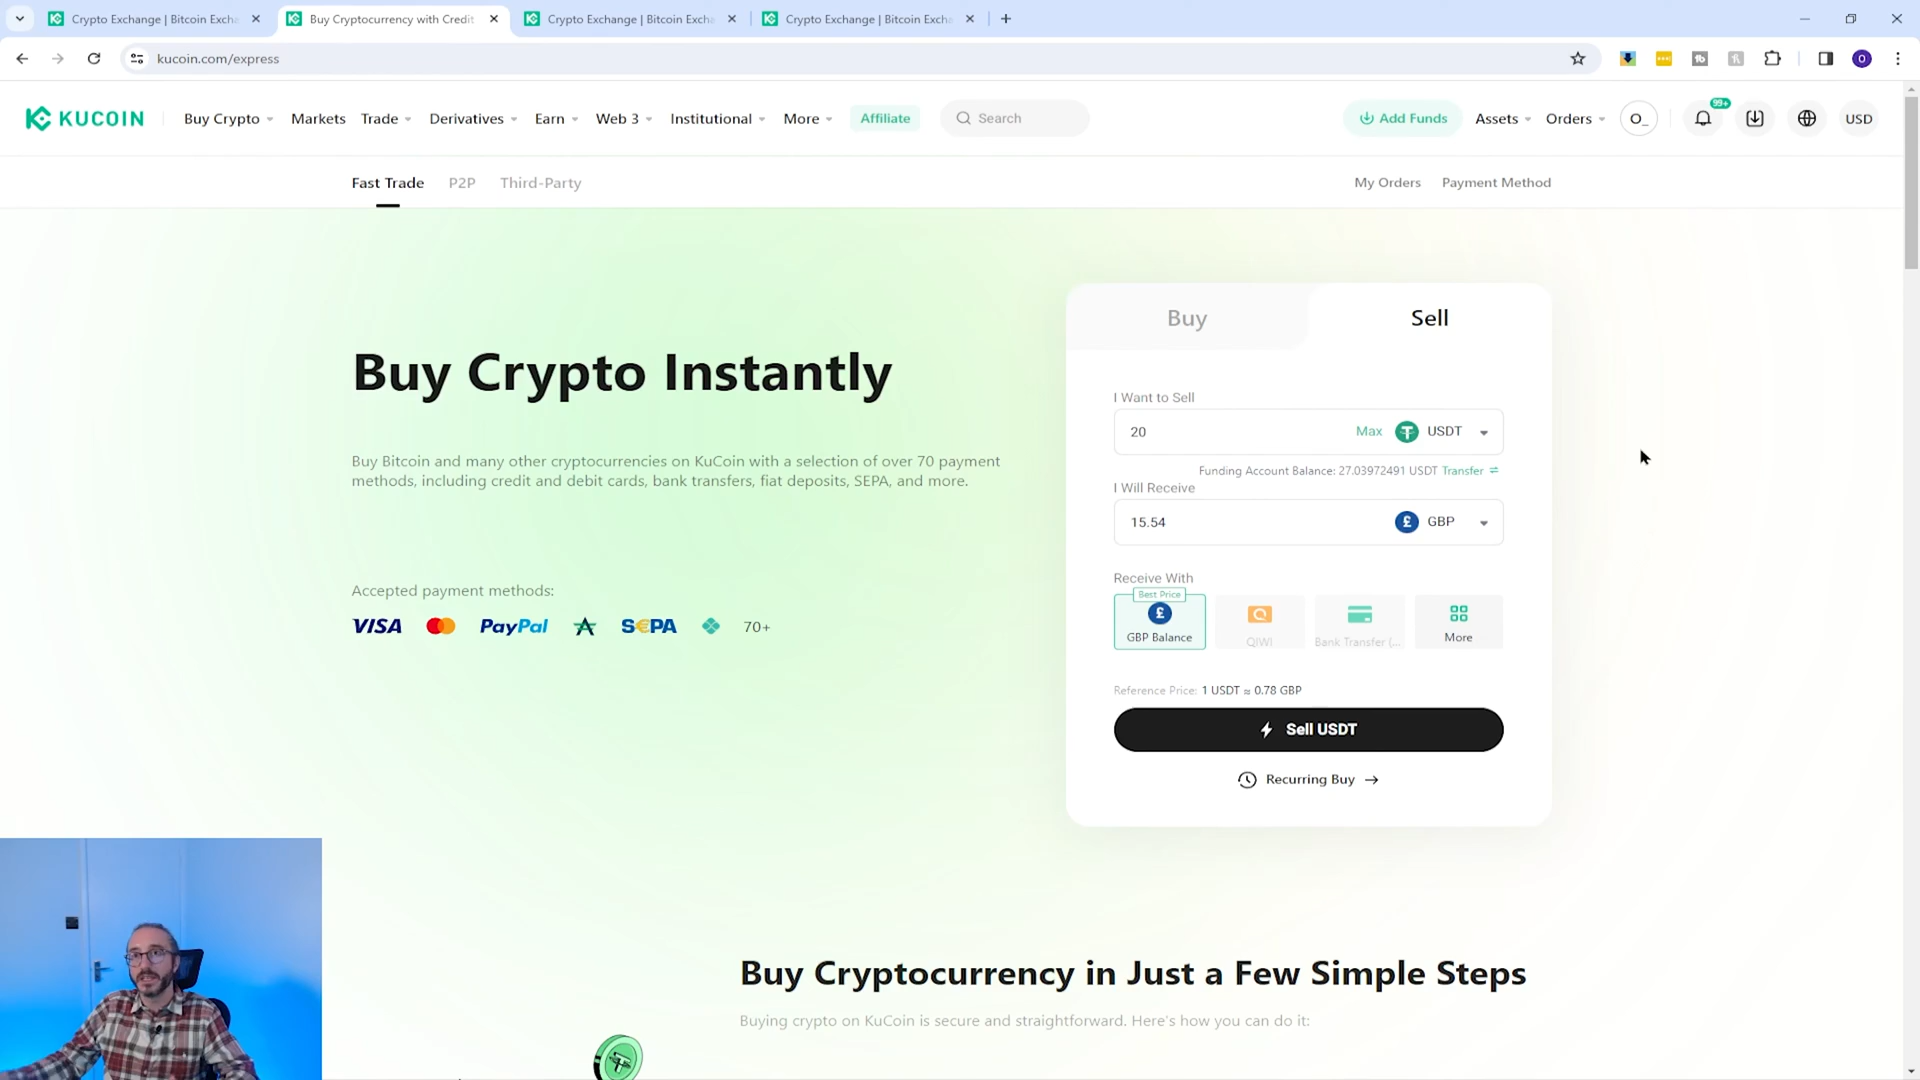 Crypto Exchange | Bitcoin Excha
Buy Cryptocurrency with Credit
Crypto Exchange | Bitcoin Excha
Crypto Exchange | Bitcoin Excha
kucoin.com/express
O
KUCOIN
Buy Crypto
Markets
Trade
Derivatives
Earn
Web 3
Institutional
More
Affiliate
Search
Add Funds
Assets
Orders
O_
99+
USD
Fast Trade
P2P
Third-Party
My Orders
Payment Method
Buy Crypto Instantly
Buy Bitcoin and many other cryptocurrencies on KuCoin with a selection of over 70 payment
methods, including credit and debit cards, bank transfers, fiat deposits, SEPA, and more.
Accepted payment methods:
VISA
PayPal
S€PA
70+
Buy
Sell
I Want to Sell
20
Max
USDT
Funding Account Balance: 27.03972491 USDT Transfer
I Will Receive
15.54
£
GBP
Receive With
Best Price
£
GBP Balance
QIWI
Bank Transfer (...
More
Reference Price: 1 USDT ≈ 0.78 GBP
Sell USDT
Recurring Buy
Buy Cryptocurrency in Just a Few Simple Steps
Buying crypto on KuCoin is secure and straightforward. Here's how you can do it: